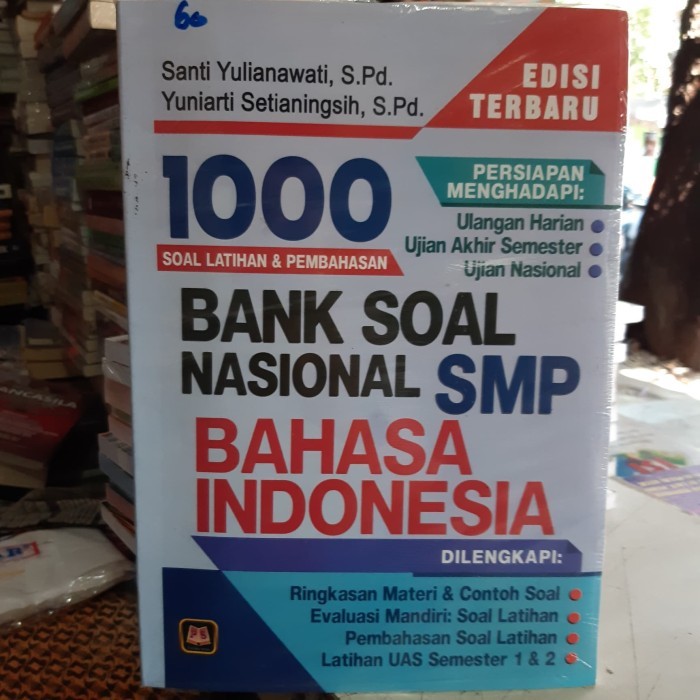 60
Santi Yulianawati, S.Pd.
Yuniarti Setianingsih, S.Pd.
EDISI
TERBARU
1000
SOAL LATIHAN & PEMBAHASAN
PERSIAPAN
MENGHADAPI:
Ulangan Harian
Ujian Akhir Semester
Ujian Nasional
BANK SOAL
NASIONAL SMP
BAHASA
INDONESIA
DILENGKAPI:
Ringkasan Materi & Contoh Soal
Evaluasi Mandiri: Soal Latihan
Pembahasan Soal Latihan
Latihan UAS Semester 1 & 2
PS